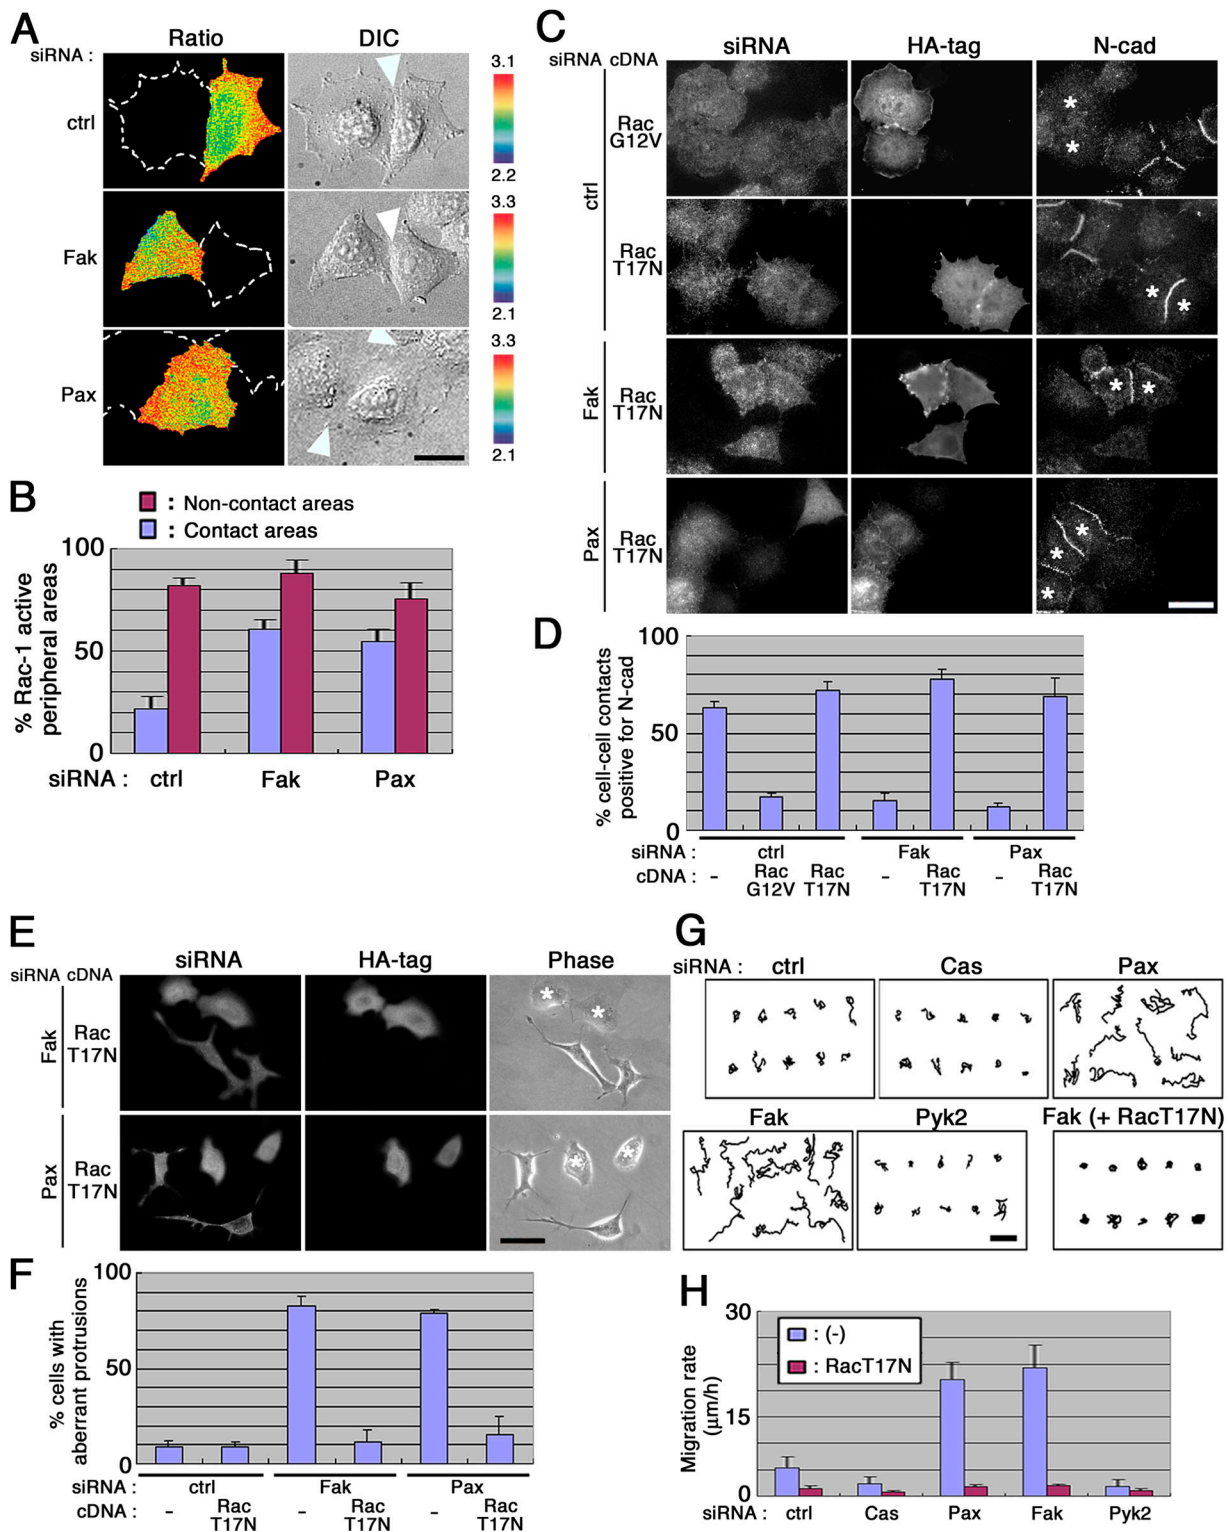 A
Ratio DIC
siRNA :
ctrl
Fak
Pax
3.1
2.2
3.3
2.1
3.3
2.1
B
: Non-contact areas
: Contact areas
% Rac-1 active
peripheral areas
100
50
0
siRNA : ctrl Fak Pax
C
siRNA HA-tag N-cad
siRNA cDNA
ctrl
Rac
G12V
Rac
T17N
Fak
Rac
T17N
Pax
Rac
T17N
* * * * * * * * *
D
% cell-cell contacts
positive for N-cad
100
50
0
siRNA : ctrl Fak Pax
cDNA : - Rac G12V Rac T17N - Rac T17N - Rac T17N
E
siRNA HA-tag Phase
siRNA cDNA
Fak
Rac
T17N
Pax
Rac
T17N
* * * *
F
% cells with
aberrant protrusions
100
50
0
siRNA : ctrl Fak Pax
cDNA : - Rac T17N - Rac T17N - Rac T17N
G
siRNA : ctrl Cas Pax
Fak Pyk2 Fak (+ RacT17N)
H
Migration rate
(μm/h)
30
15
0
: (-)
: RacT17N
siRNA : ctrl Cas Pax Fak Pyk2